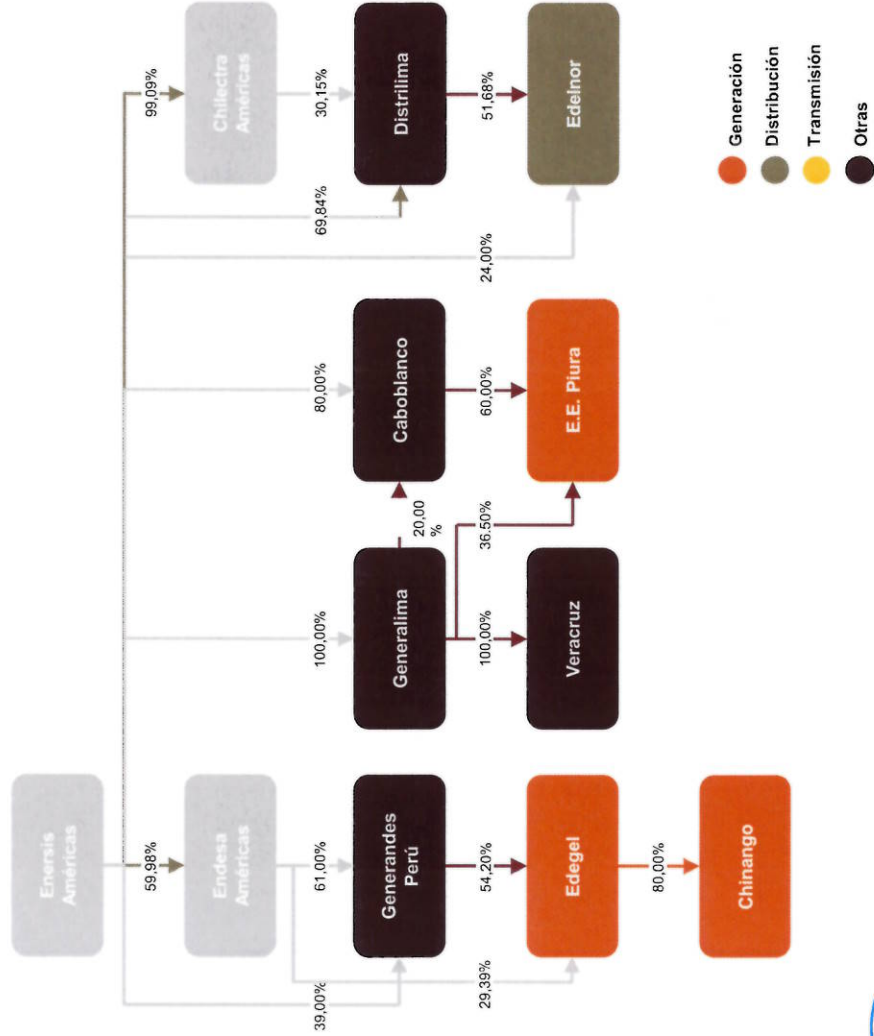 Enersis
Américas
59,98%
99,09%
Endesa
Américas
Chilectra
Américas
39,00%
61,00%
100,00%
80,00%
69,84%
30,15%
Generandes
Perú
Generalima
20,00
%
Caboblanco
Distrilima
29,39%
54,20%
100,00%
36.50%
60,00%
24,00%
51,68%
Edegel
Veracruz
E.E. Piura
Edelnor
80,00%
Chinango
Generación
Distribución
Transmisión
Otras